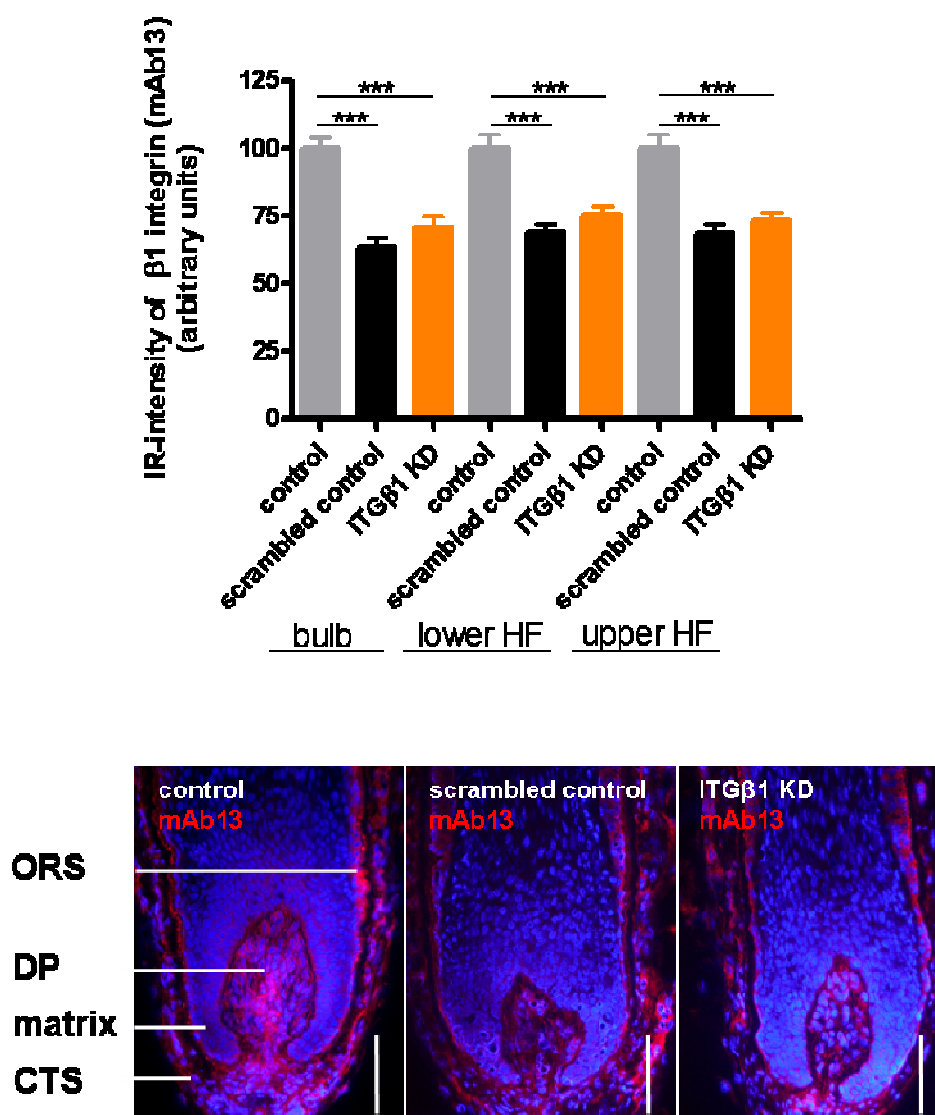 IR-intensity of β1 integrin (mAb13)
(arbitrary units)
125
100
75
50
25
0
*** *** ***
*** *** ***
control
scrambled control
ITGβ1 KD
control
scrambled control
ITGβ1 KD
control
scrambled control
ITGβ1 KD
bulb lower HF upper HF
control scrambled control ITGβ1 KD
mAb13 mAb13 mAb13
ORS
DP
matrix
CTS